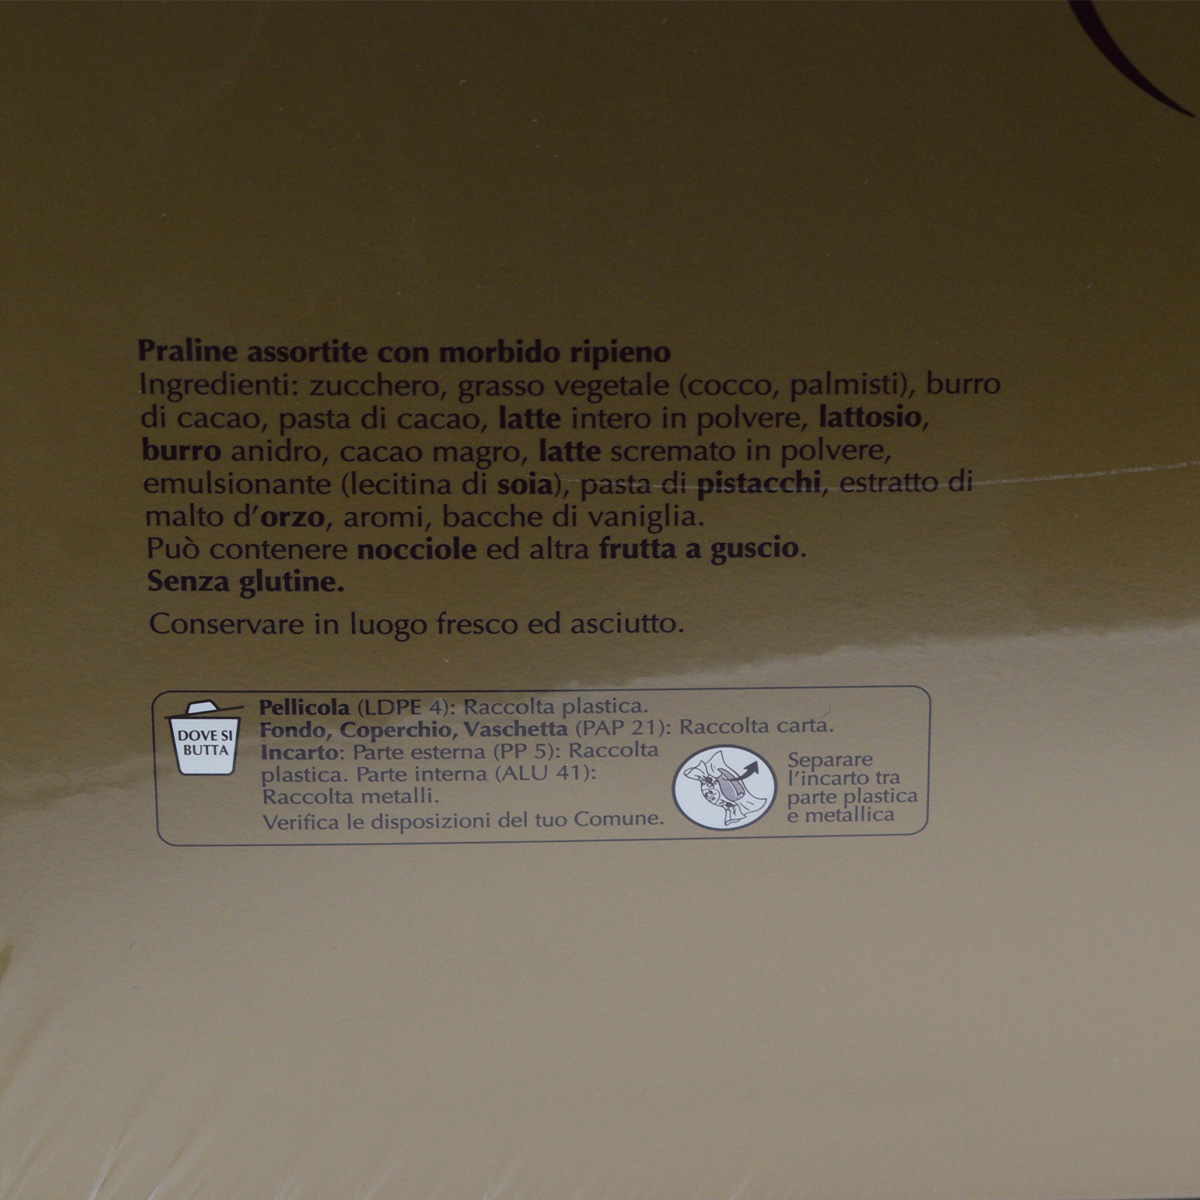 Praline assortite con morbido ripieno
Ingredienti: zucchero, grasso vegetale (cocco, palmisti), burro
di cacao, pasta di cacao, latte intero in polvere, lattosio,
burro anidro, cacao magro, latte scremato in polvere,
emulsionante (lecitina di soia), pasta di pistacchi, estratto di
malto d'orzo, aromi, bacche di vaniglia.
Può contenere nocciole ed altra frutta a guscio.
Senza glutine.
Conservare in luogo fresco ed asciutto.
DOVE SI
BUTTA
Pellicola (LDPE 4): Raccolta plastica.
Fondo, Coperchio, Vaschetta (PAP 21): Raccolta carta.
Incarto: Parte esterna (PP 5): Raccolta
plastica. Parte interna (ALU 41):
Raccolta metalli.
Verifica le disposizioni del tuo Comune.
Separare
l'incarto tra
parte plastica
e metallica